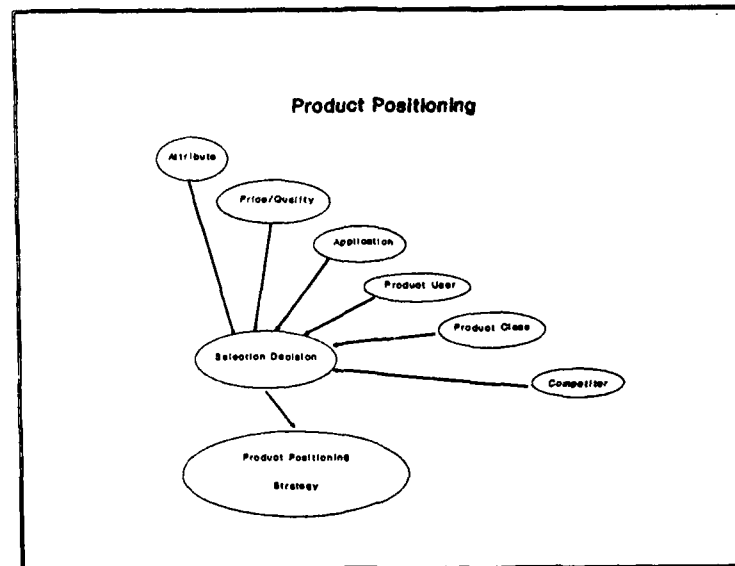 Product Positioning
Attribute
Price/Quality
Application
Product User
Product Class
Selection Decision
Competitor
Product Positioning
Strategy